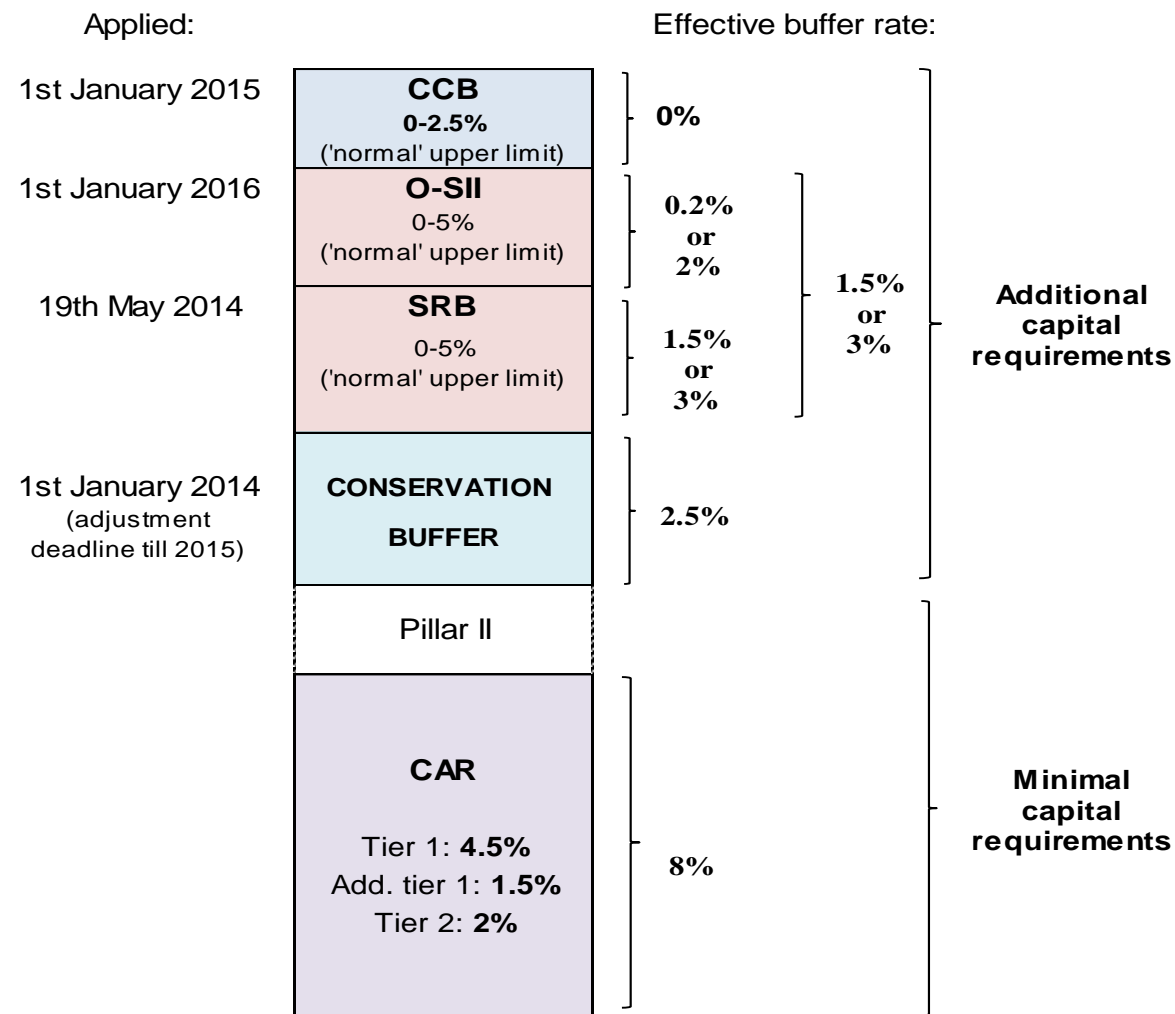 Applied:
Effective buffer rate:
1st January 2015
CCB
0-2.5%
('normal' upper limit)
0%
1st January 2016
O-SII
0-5%
('normal' upper limit)
0.2%
or
2%
19th May 2014
SRB
0-5%
('normal' upper limit)
1.5%
or
3%
1.5%
or
3%
Additional
capital
requirements
1st January 2014
(adjustment
deadline till 2015)
CONSERVATION
BUFFER
2.5%
Pillar II
CAR
Tier 1: 4.5%
Add. tier 1: 1.5%
Tier 2: 2%
8%
Minimal
capital
requirements